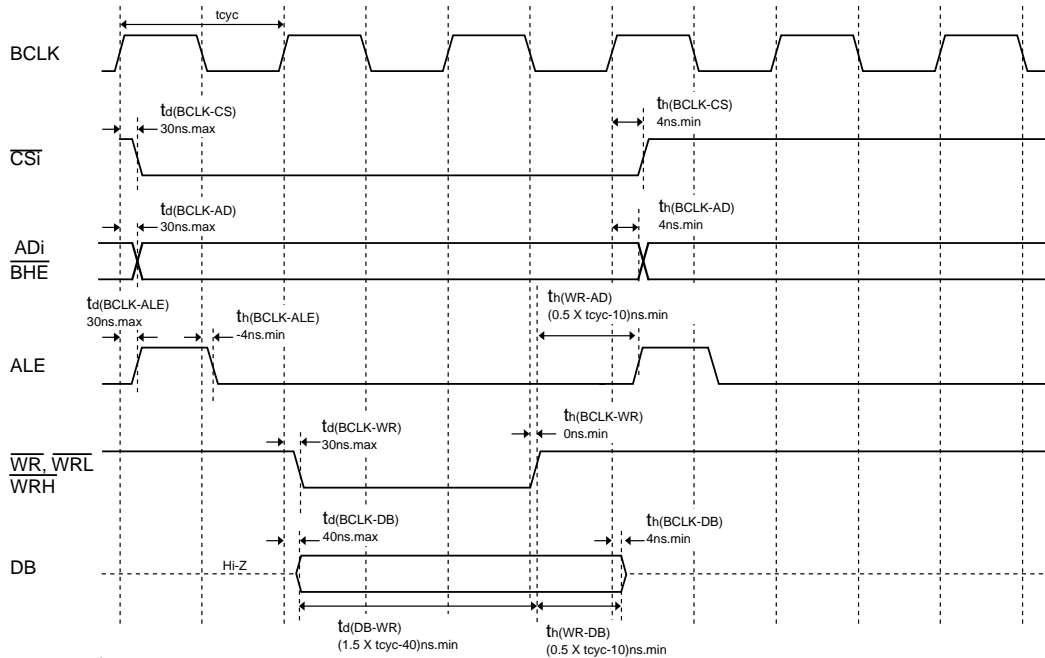 tcyc
BCLK
td(BCLK-CS)
30ns.max
th(BCLK-CS)
4ns.min
CSi
td(BCLK-AD)
30ns.max
th(BCLK-AD)
4ns.min
ADi
BHE
td(BCLK-ALE)
30ns.max
th(BCLK-ALE)
-4ns.min
th(WR-AD)
(0.5 X tcyc-10)ns.min
ALE
td(BCLK-WR)
30ns.max
th(BCLK-WR)
0ns.min
WR, WRL
WRH
td(BCLK-DB)
40ns.max
th(BCLK-DB)
4ns.min
DB
Hi-Z
td(DB-WR)
(1.5 X tcyc-40)ns.min
th(WR-DB)
(0.5 X tcyc-10)ns.min